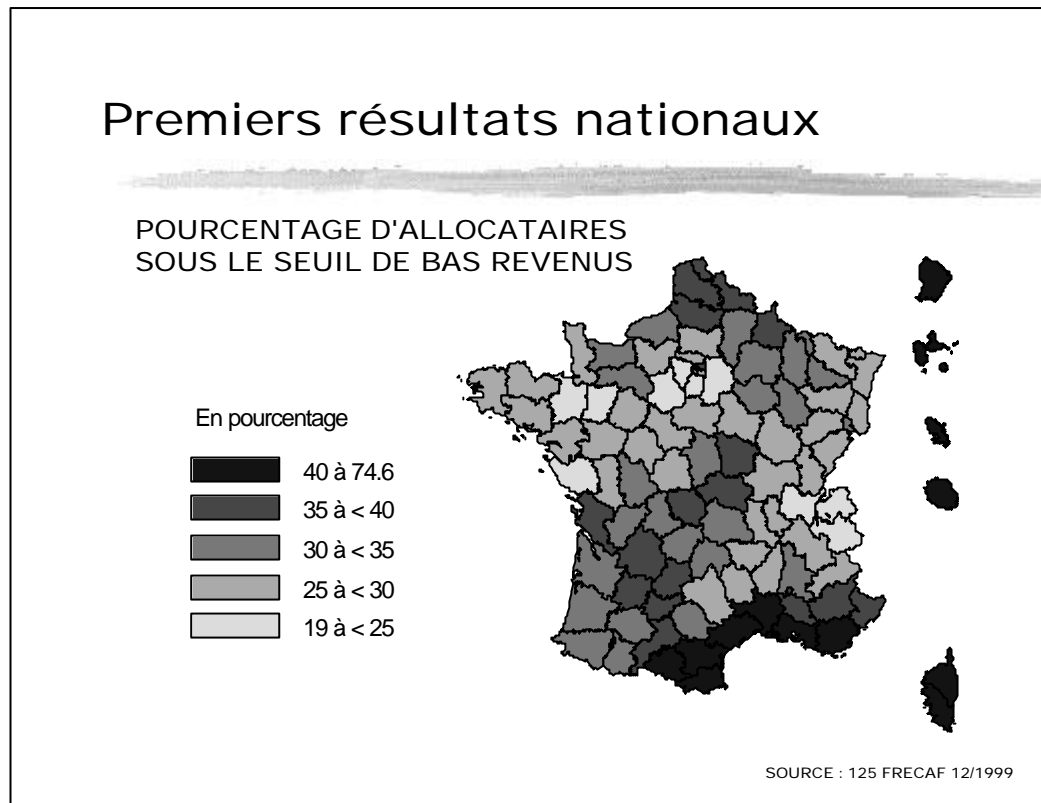 Premiers résultats nationaux
POURCENTAGE D'ALLOCATAIRES
SOUS LE SEUIL DE BAS REVENUS
En pourcentage
40 à 74.6
35 à < 40
30 à < 35
25 à < 30
19 à < 25
SOURCE : 125 FRECAF 12/1999